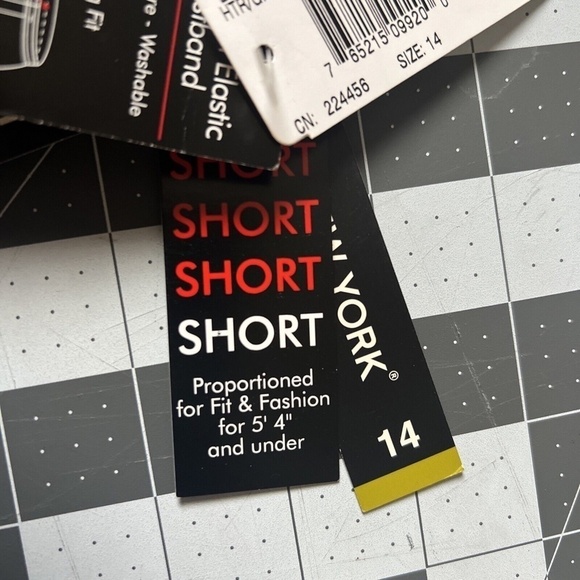 Fit
- Washable
Elastic
7 65215 09920 0
CN: 224456
SIZE: 14
SHORT
SHORT
SHORT
SHORT
Proportioned
for Fit & Fashion
for 5' 4"
and under
YORK®
14